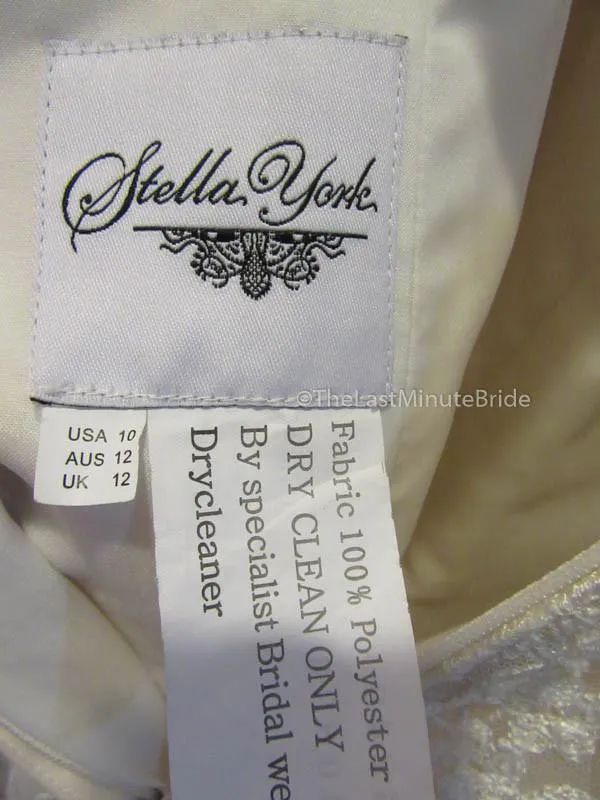 Stella York
©TheLastMinuteBride
USA 10
AUS 12
UK 12
Fabric 100% Polyester
DRY CLEAN ONLY
By specialist Bridal we
Drycleaner